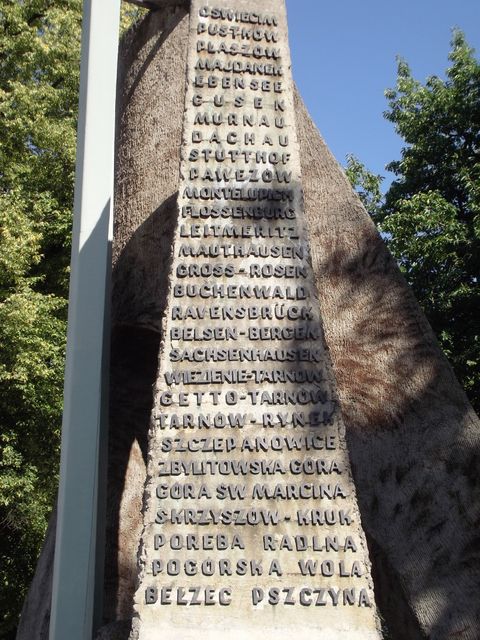 OŚWIĘCIM
PUSTKÓW
PŁASZÓW
MAJDANEK
EBENSEE
GUSEN
MURNAU
DACHAU
STUTTHOF
PAWĘZÓW
MONTELUPICH
FLOSSENBURG
LEITMERITZ
MAUTHAUSEN
GROSS-ROSEN
BUCHENWALD
RAVENSBRÜCK
BELSEN-BERGEN
SACHSENHAUSEN
WIĘZIENIE-TARNÓW
GETTO-TARNÓW
TARNÓW-RYNEK
SZCZEPANOWICE
ZBYLITOWSKA GÓRA
GÓRA ŚW MARCINA
SKRZYSZÓW-KRUK
PORĘBA RADLNA
POGÓRSKA WOLA
BEŁŻEC PSZCZYNA